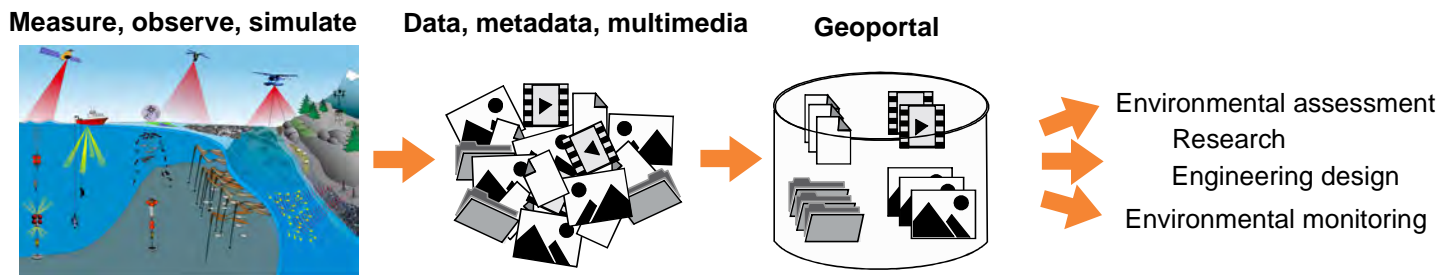 Measure, observe, simulate
Data, metadata, multimedia
Geoportal
Environmental assessment
Research
Engineering design
Environmental monitoring